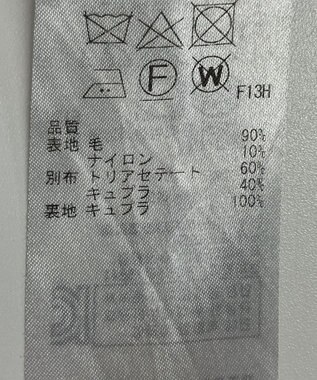 F W F13H
品質
表地 毛 90%
ナイロン 10%
別布 トリアセテート 60%
キュプラ 40%
裏地 キュプラ 100%